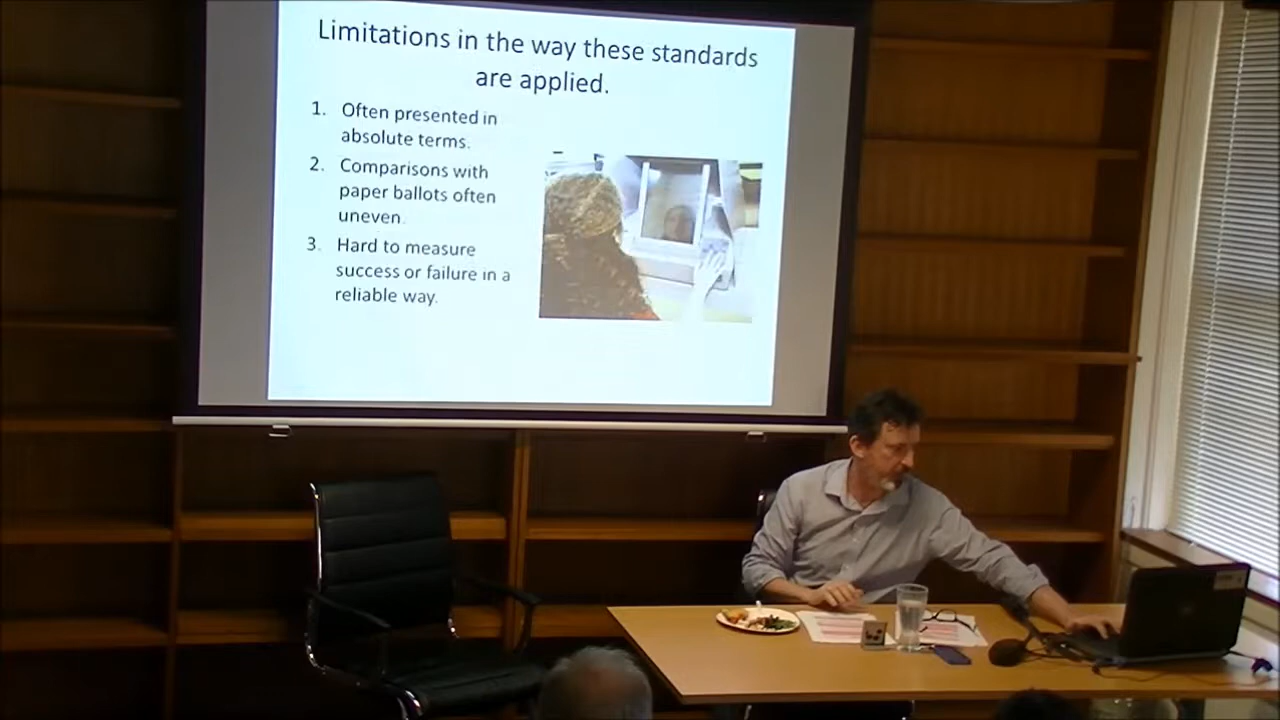 Limitations in the way these standards
are applied.
1. Often presented in
absolute terms.
2. Comparisons with
paper ballots often
uneven.
3. Hard to measure
success or failure in a
reliable way.